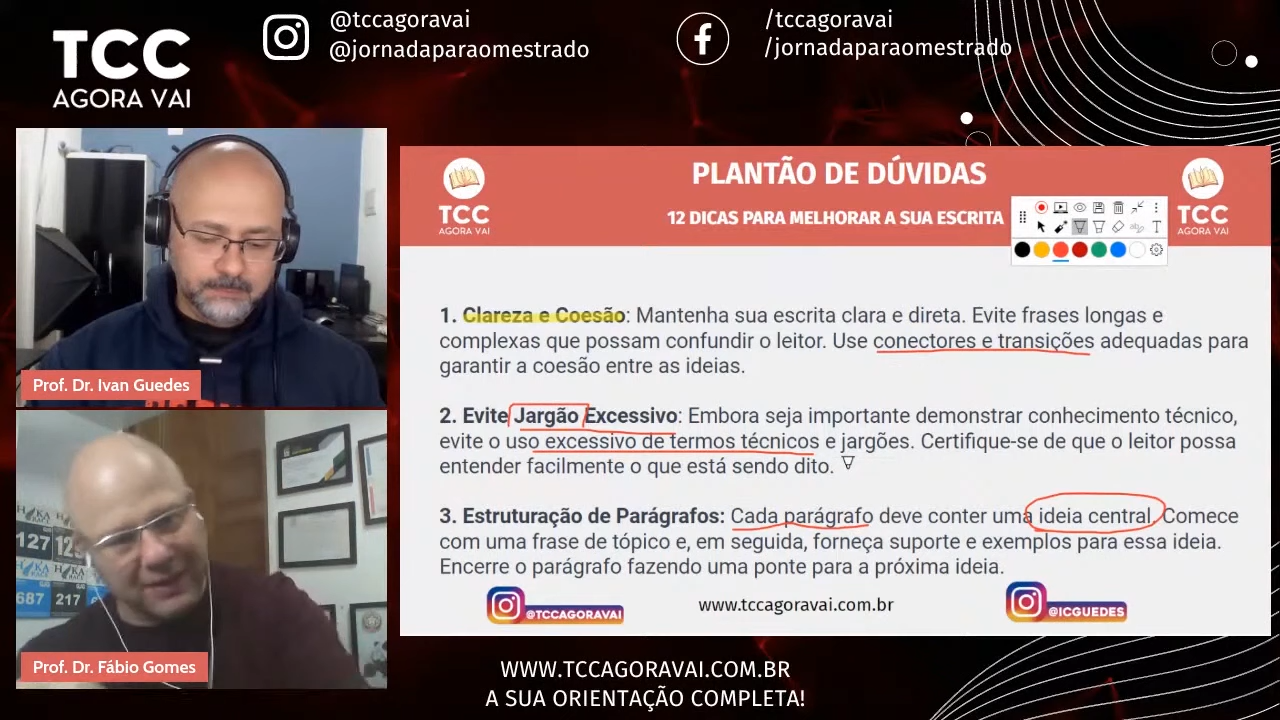 TCC
AGORA VAI
@tccagoravai
@jornadaparaomestrado
/tccagoravai
/jornadaparaomestrado
TCC
AGORA VAI
PLANTÃO DE DÚVIDAS
12 DICAS PARA MELHORAR A SUA ESCRITA
TCC
AGORA VAI
1. Clareza e Coesão: Mantenha sua escrita clara e direta. Evite frases longas e
complexas que possam confundir o leitor. Use conectores e transições adequadas para
garantir a coesão entre as ideias.
2. Evite Jargão Excessivo: Embora seja importante demonstrar conhecimento técnico,
evite o uso excessivo de termos técnicos e jargões. Certifique-se de que o leitor possa
entender facilmente o que está sendo dito.
3. Estruturação de Parágrafos: Cada parágrafo deve conter uma ideia central. Comece
com uma frase de tópico e, em seguida, forneça suporte e exemplos para essa ideia.
Encerre o parágrafo fazendo uma ponte para a próxima ideia.
@TCCAGORAVAI
www.tccagoravai.com.br
@ICGUEDES
Prof. Dr. Ivan Guedes
127
687
217
Prof. Dr. Fábio Gomes
WWW.TCCAGORAVAI.COM.BR
A SUA ORIENTAÇÃO COMPLETA!